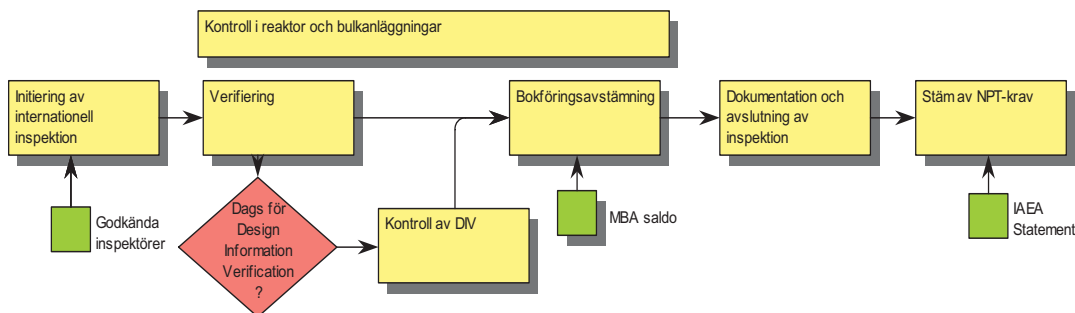 Kontroll i reaktor och bulkanläggningar
Initiering av
internationell
inspektion
Verifiering
Bokföringsavstämning
Dokumentation och
avslutning av
inspektion
Stäm av NPT-krav
Godkända
inspektörer
Dags för
Design
Information
Verification
?
Kontroll av DIV
MBA saldo
IAEA
Statement